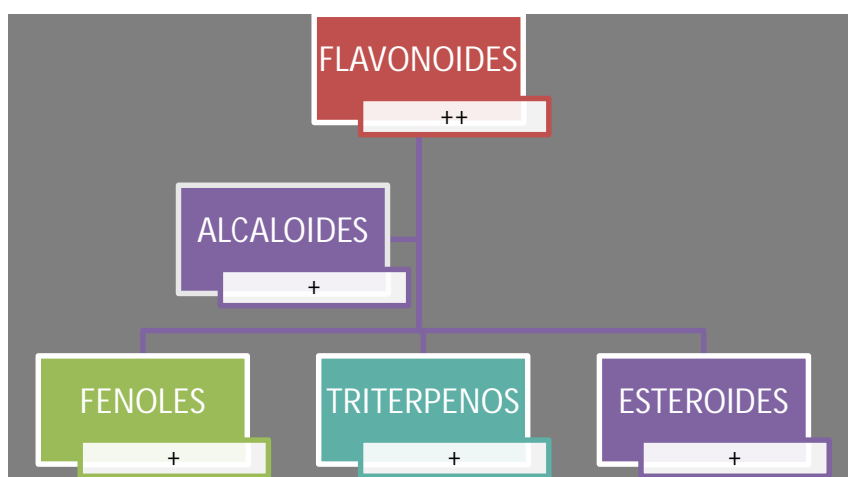 FLAVONOIDES
++
ALCALOIDES
+
FENOLES
+
TRITERPENOS
+
ESTEROIDES
+